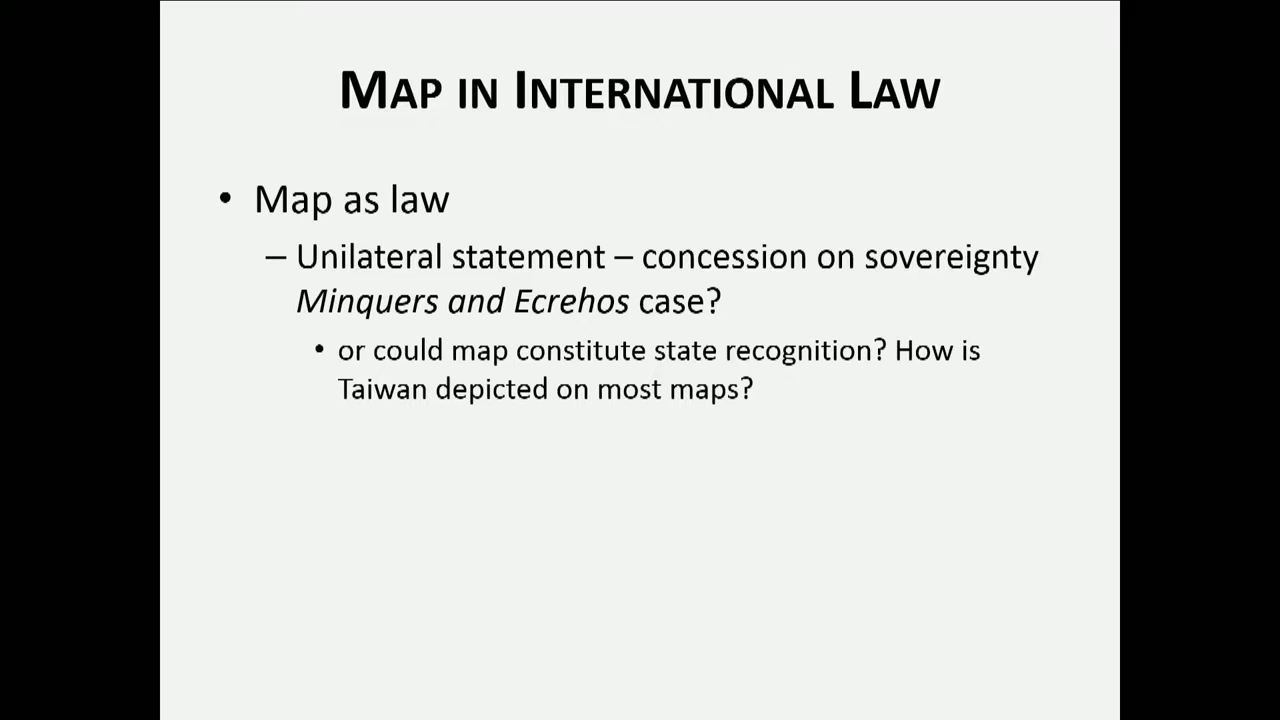 MAP IN INTERNATIONAL LAW
• Map as law
– Unilateral statement – concession on sovereignty
Minquers and Ecrehos case?
• or could map constitute state recognition? How is
Taiwan depicted on most maps?